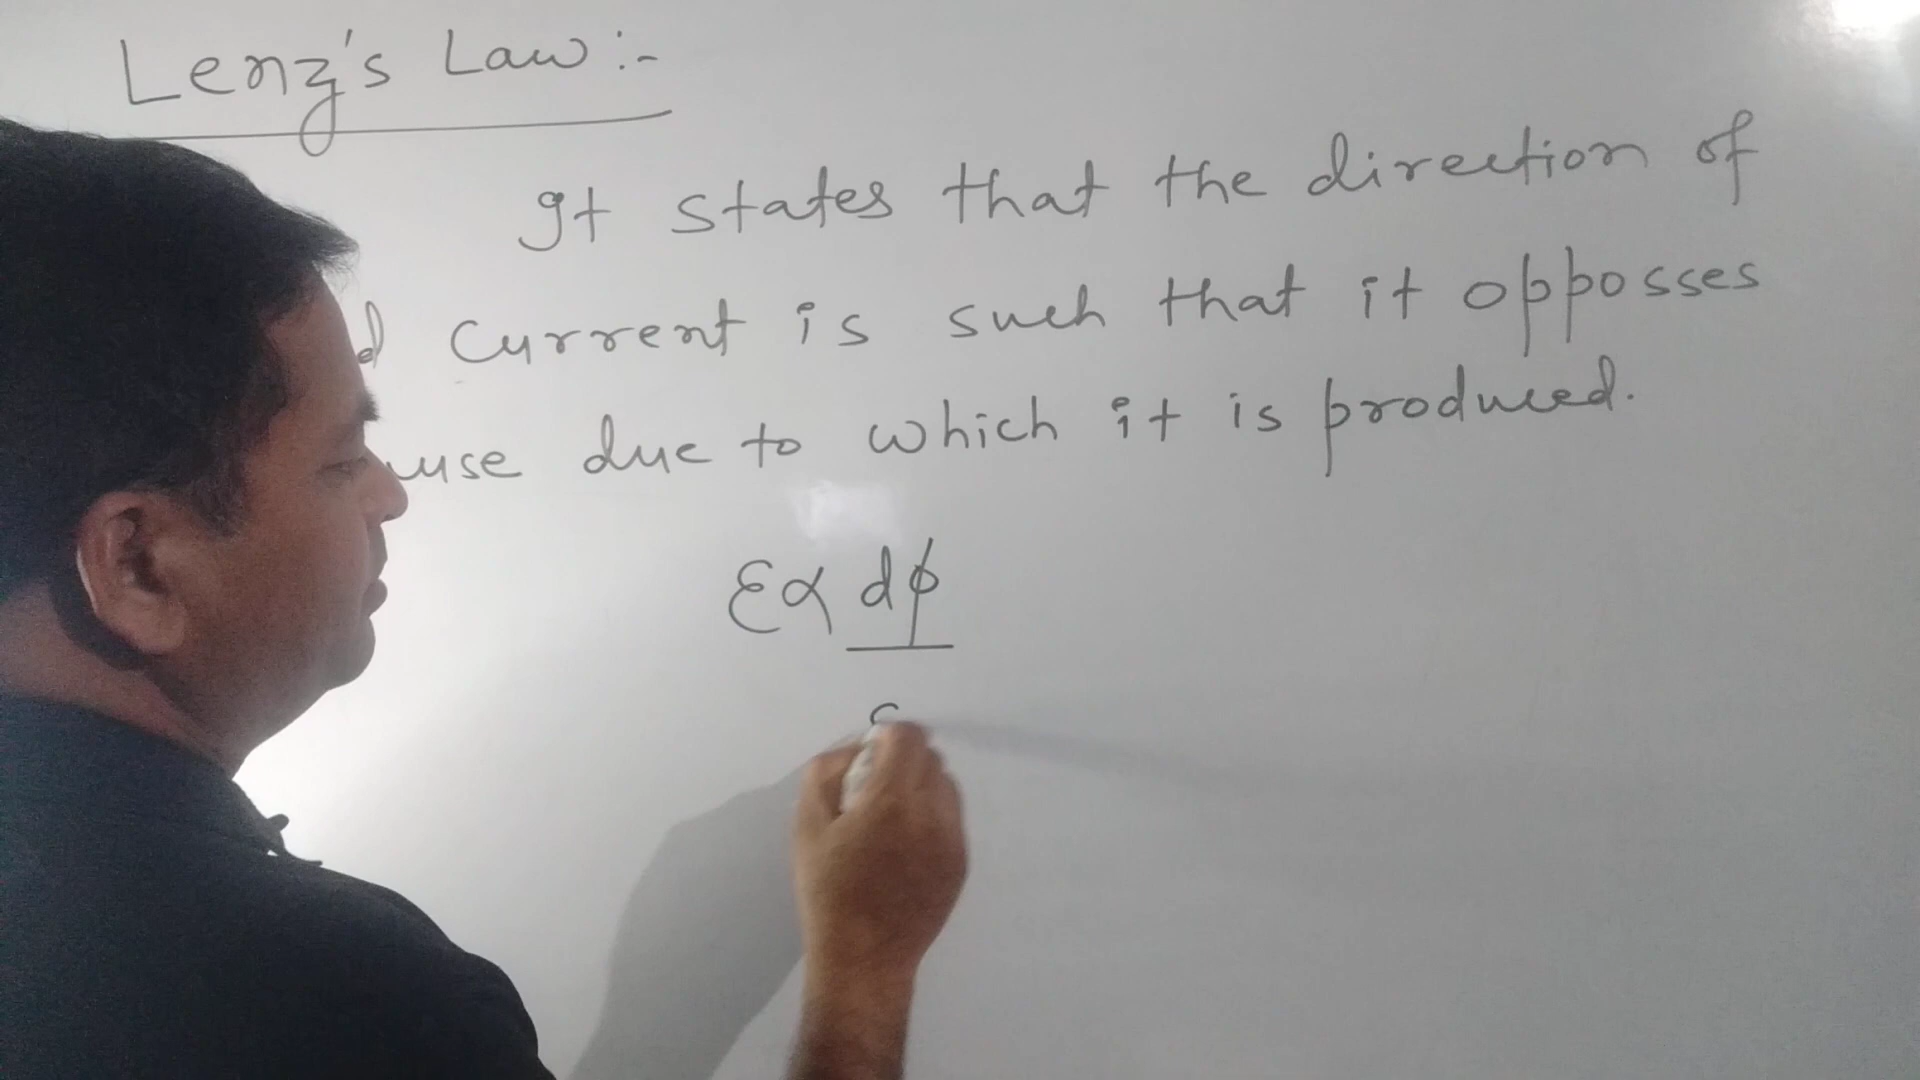 Lenz's Law :-
It states that the direction of
current is such that it opposses
due to which it is produced.
ε α dφ